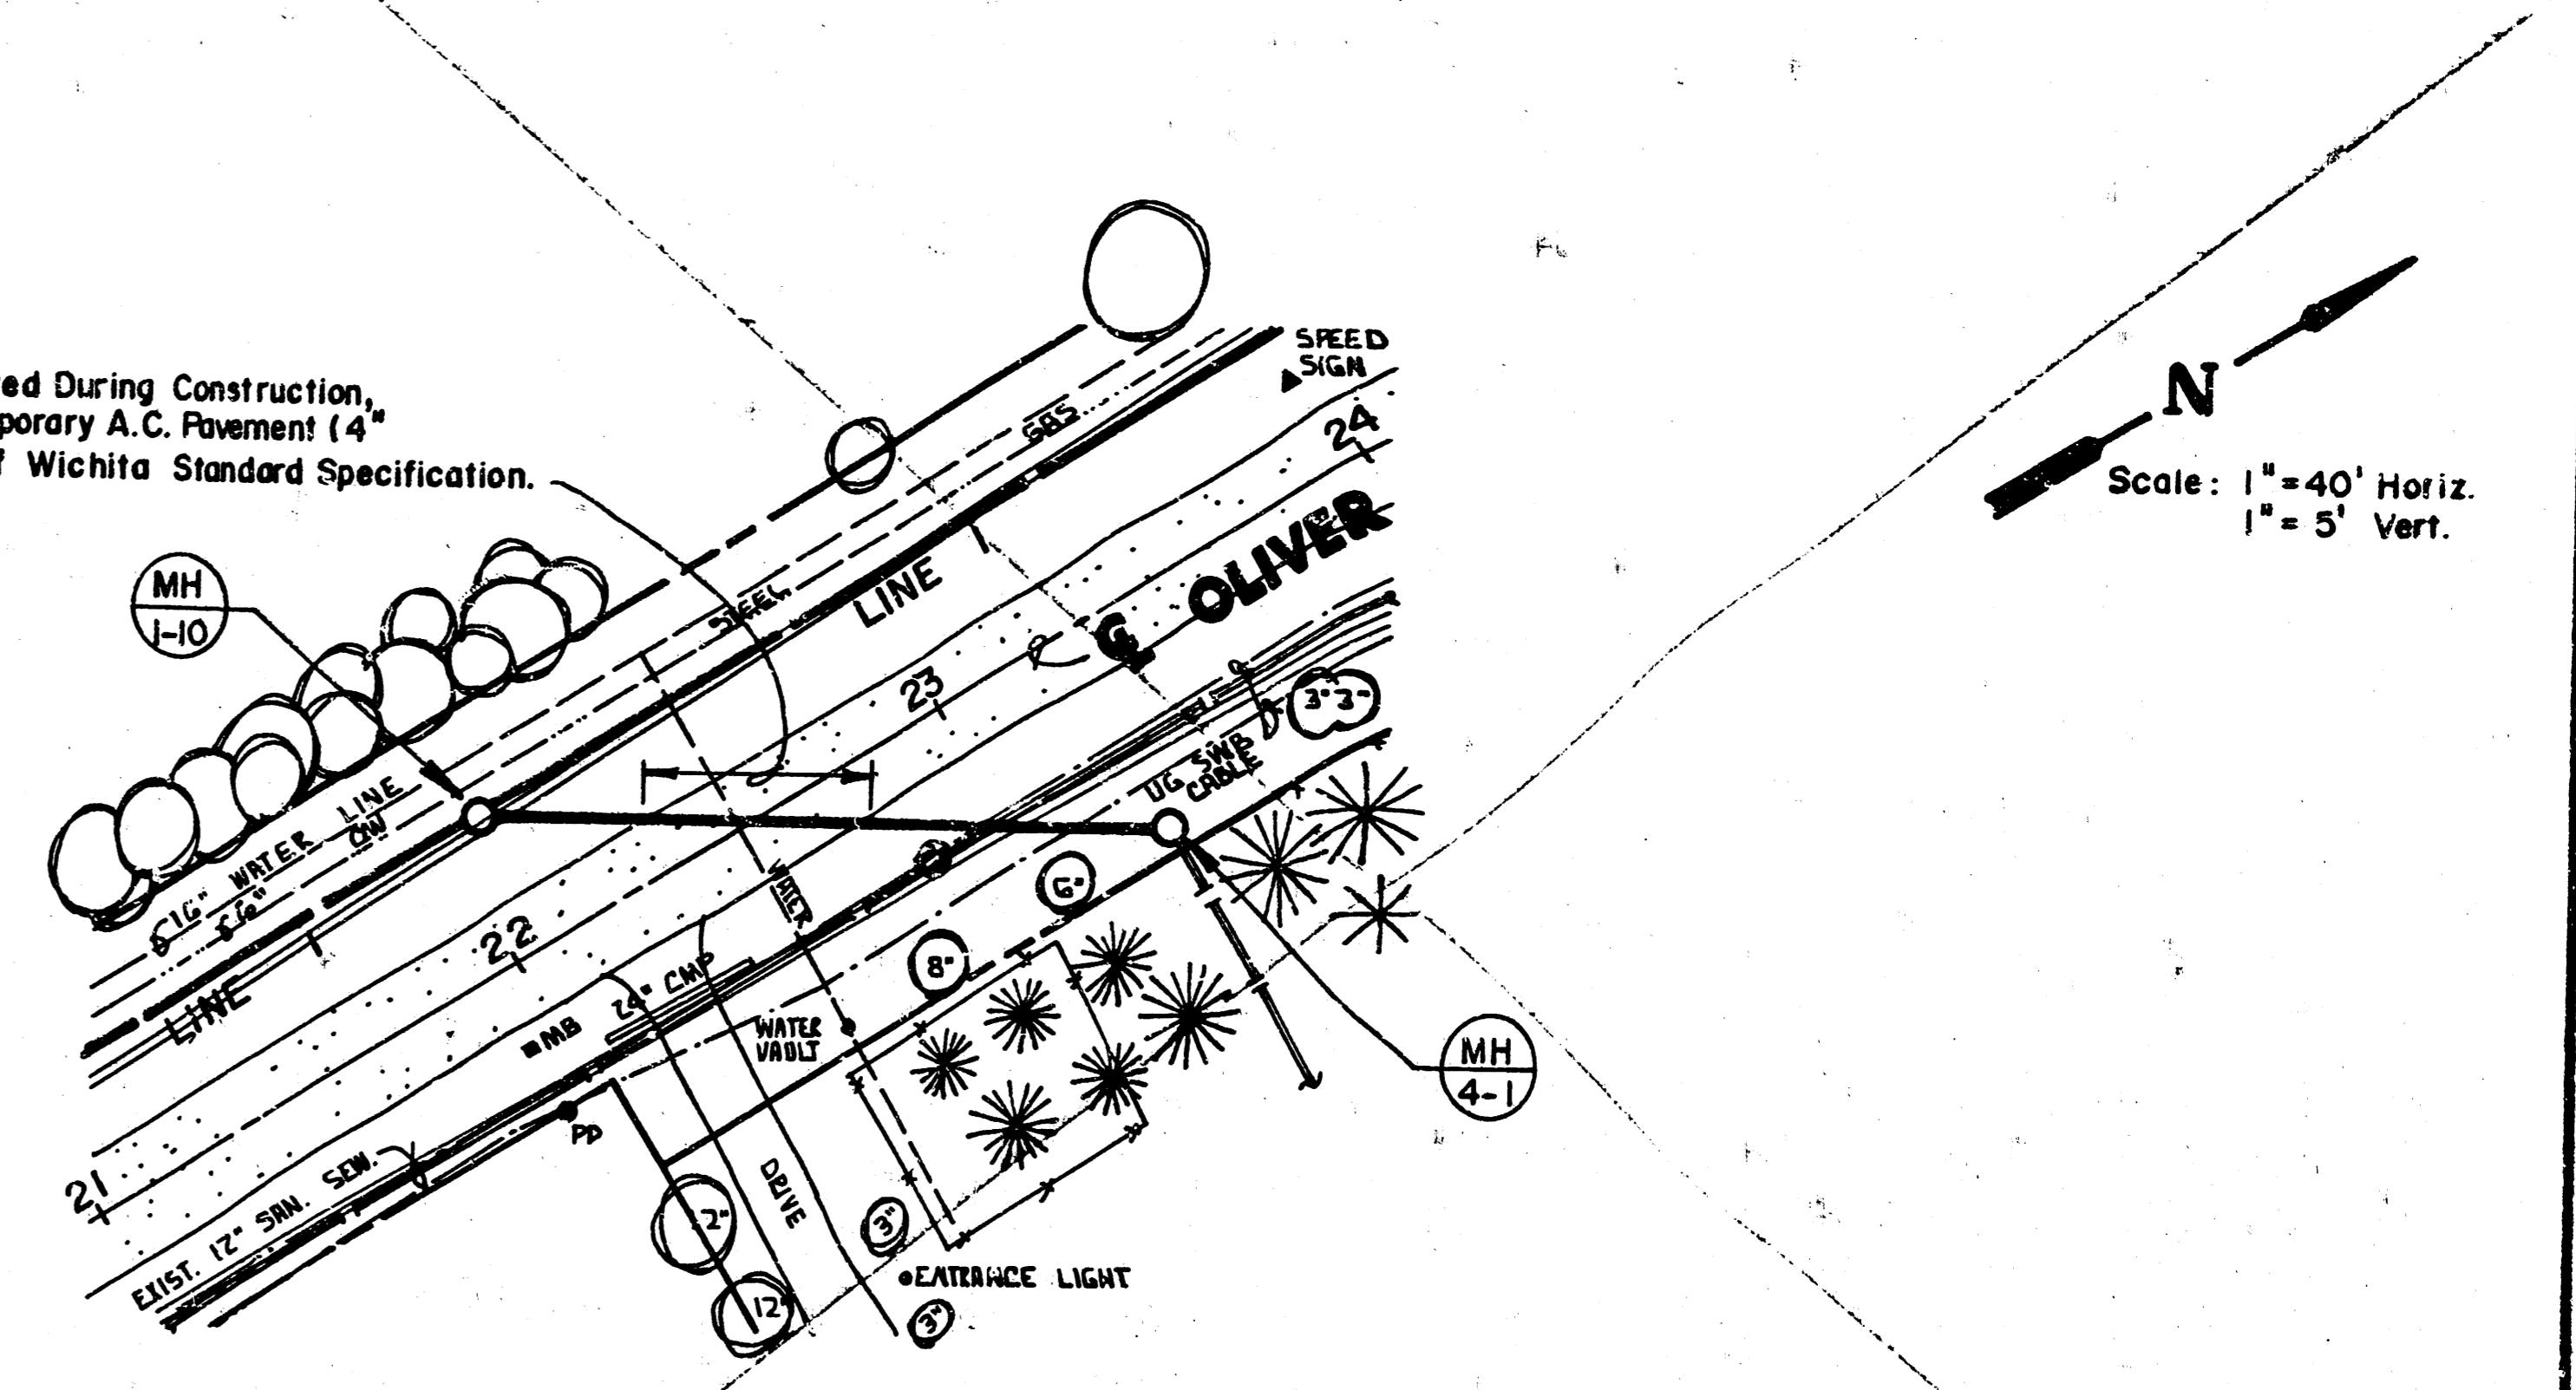 ed During Construction,
porary A.C. Pavement (4"
f Wichita Standard Specification.
SPEED
SIGN
N
Scale: 1"=40' Horiz.
1"= 5' Vert.
GAS
24
OLIVER
℄
MH
1-10
STEEL
LINE 1
23
3" 3"
UG SWB
CABLE
16" WATER LINE
6"
WATER
6"
8"
22
LINE 1
24" CMP
MB
WATER
VAULT
MH
4-1
PD
21
EXIST. 12" SAN. SEW.
DRIVE
12"
3"
ENTRANCE LIGHT
12"
3"